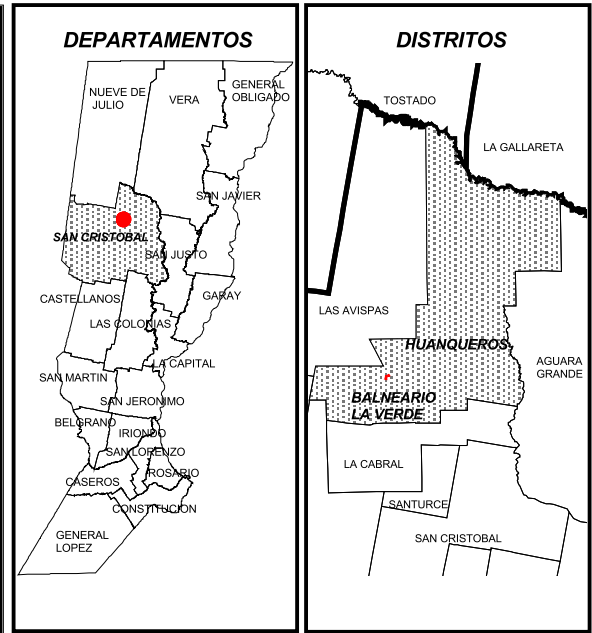 DEPARTAMENTOS
NUEVE DE
JULIO
VERA
GENERAL
OBLIGADO
SAN JAVIER
SAN CRISTOBAL
SAN JUSTO
CASTELLANOS
GARAY
LAS COLONIAS
LA CAPITAL
SAN MARTIN
SAN JERONIMO
BELGRANO
IRIONDO
SAN LORENZO
ROSARIO
CASEROS
CONSTITUCION
GENERAL
LOPEZ
DISTRITOS
TOSTADO
LA GALLARETA
LAS AVISPAS
HUANQUEROS
AGUARA
GRANDE
BALNEARIO
LA VERDE
LA CABRAL
SANTURCE
SAN CRISTOBAL